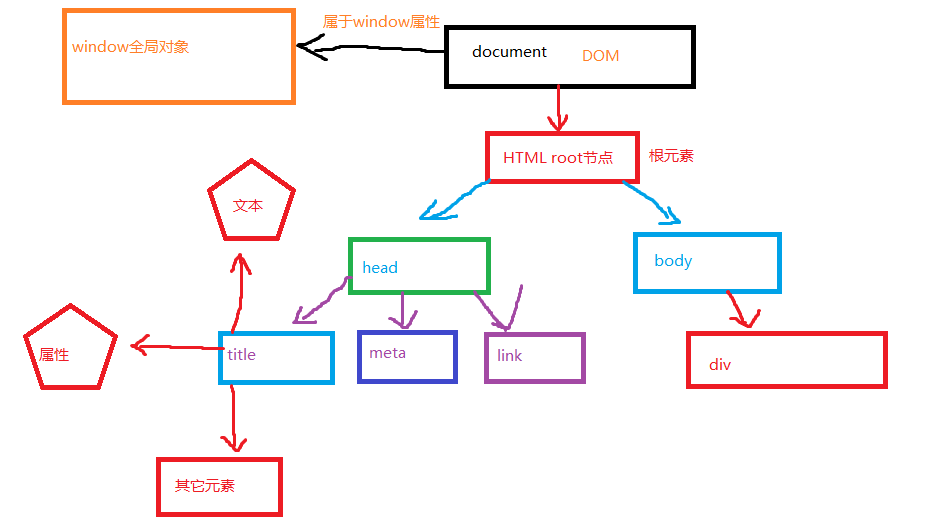 属于window属性
window全局对象
document
DOM
HTML root节点
根元素
文本
head
body
属性
title
meta
link
div
其它元素